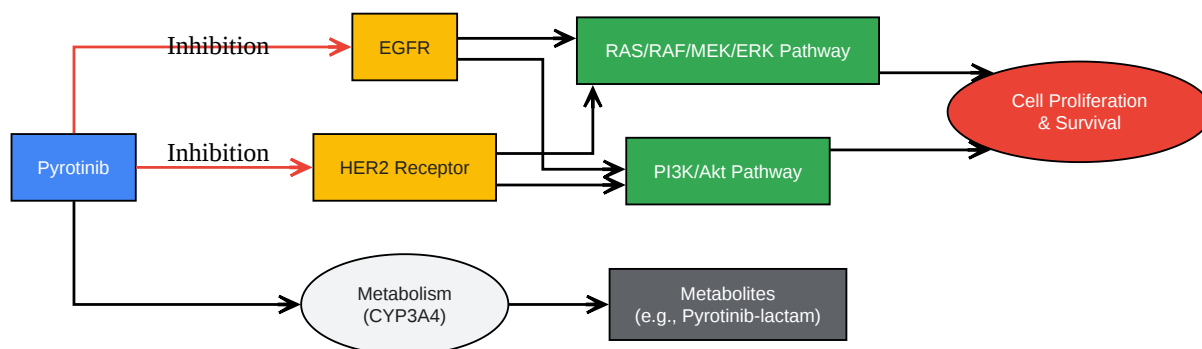 Inhibition
EGFR
RAS/RAF/MEK/ERK Pathway
Cell Proliferation
& Survival
Pyrotinib
Inhibition
HER2 Receptor
PI3K/Akt Pathway
Metabolism
(CYP3A4)
Metabolites
(e.g., Pyrotinib-lactam)